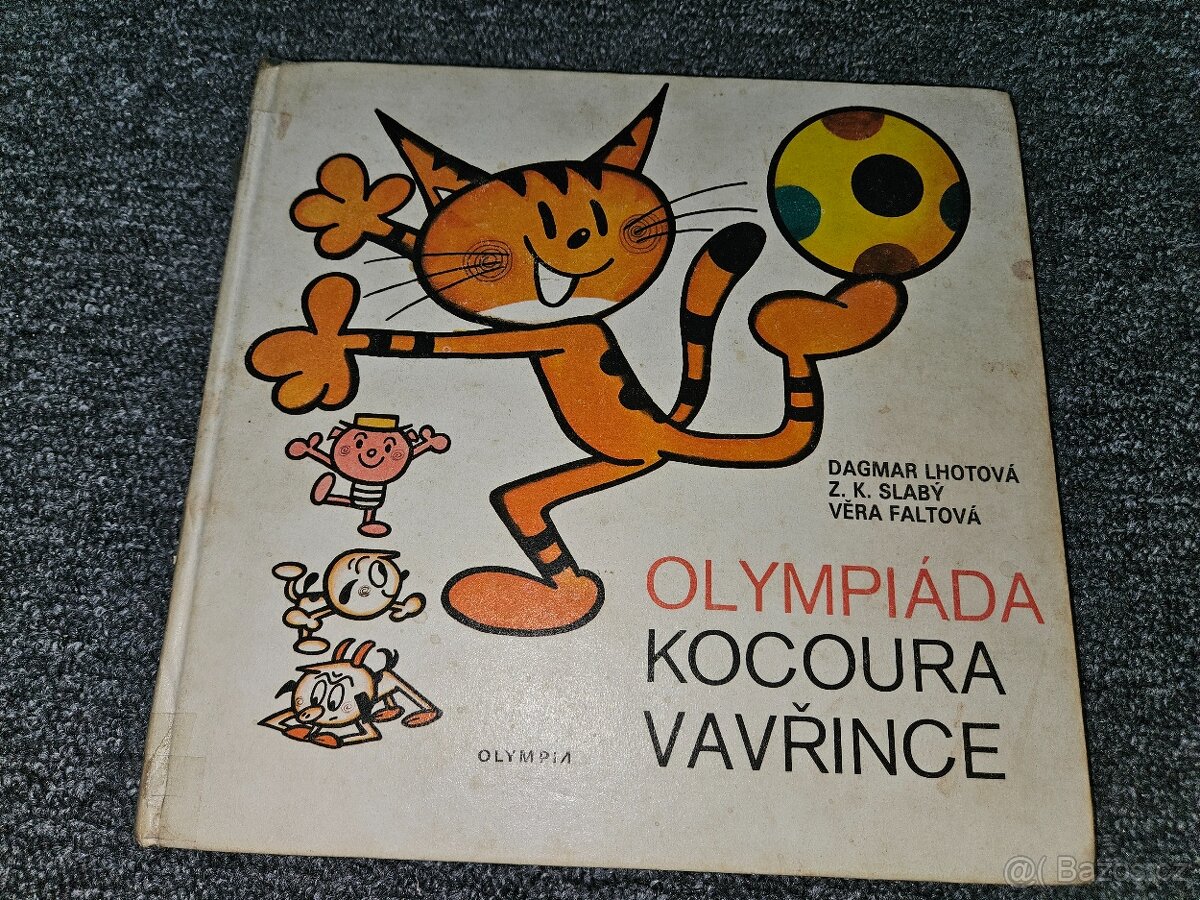 DAGMAR LHOTOVÁ
Z. K. SLABÝ
VĚRA FALTOVÁ
OLYMPIÁDA
KOCOURA
VAVŘINCE
OLYMPIA
@( Bazos.cz